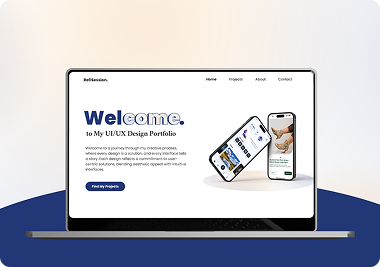 RefiSession.
Home Projects About Contact
Welcome.
to My UI/UX Design Portfolio
Welcome to a journey through my creative process,
where every design is a solution, and every interface tells
a story. Each design reflects a commitment to user-
centric solutions, blending aesthetic appeal with intuitive
interfaces.
Find My Projects